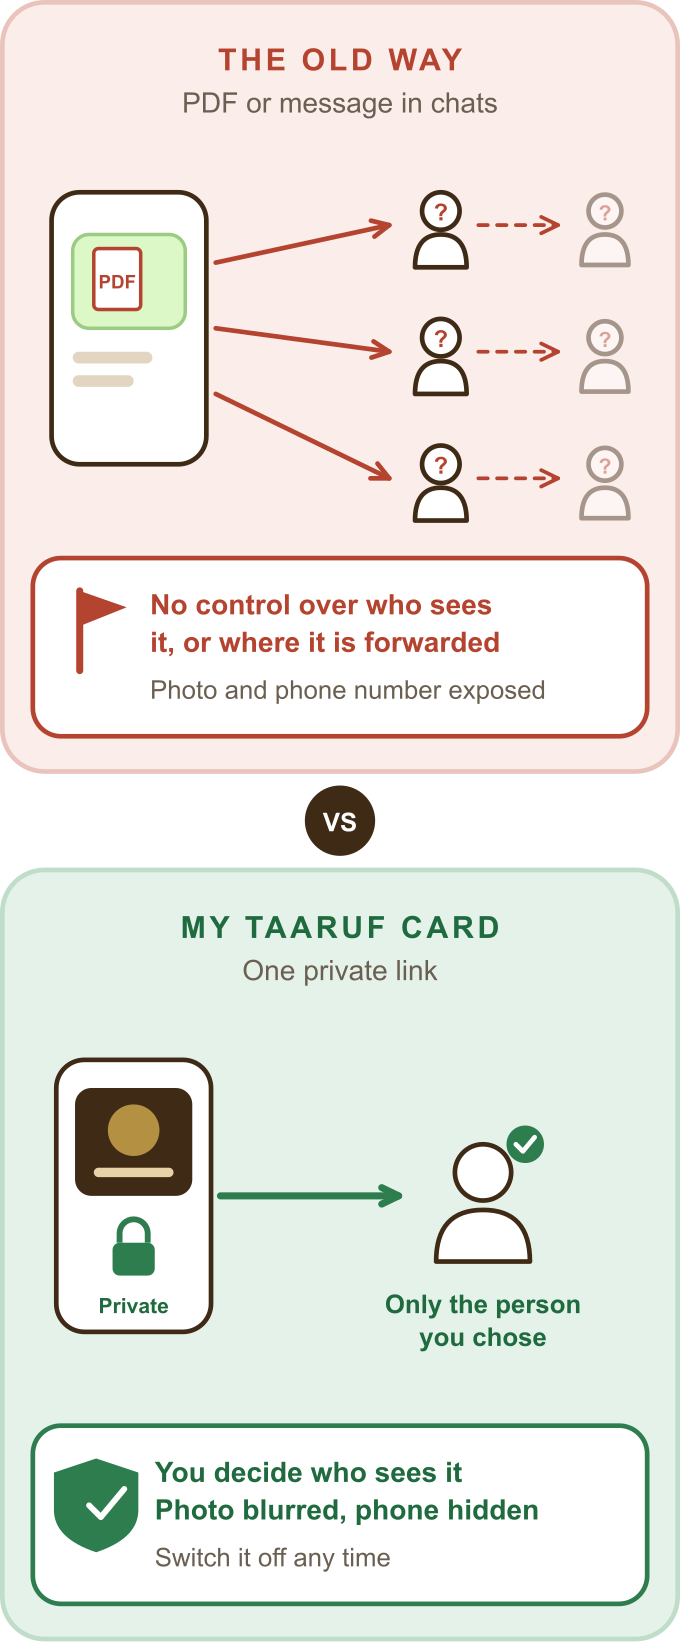 THE OLD WAY
PDF or message in chats
PDF
?
?
?
?
?
?
No control over who sees
it, or where it is forwarded
Photo and phone number exposed
VS
MY TAARUF CARD
One private link
Private
Only the person
you chose
You decide who sees it
Photo blurred, phone hidden
Switch it off any time